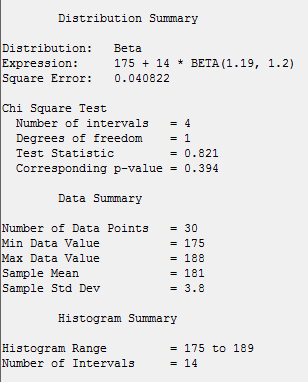 Distribution Summary
Distribution: Beta
Expression: 175 + 14 * BETA(1.19, 1.2)
Square Error: 0.040822
Chi Square Test
Number of intervals = 4
Degrees of freedom = 1
Test Statistic = 0.821
Corresponding p-value = 0.394
Data Summary
Number of Data Points = 30
Min Data Value = 175
Max Data Value = 188
Sample Mean = 181
Sample Std Dev = 3.8
Histogram Summary
Histogram Range = 175 to 189
Number of Intervals = 14